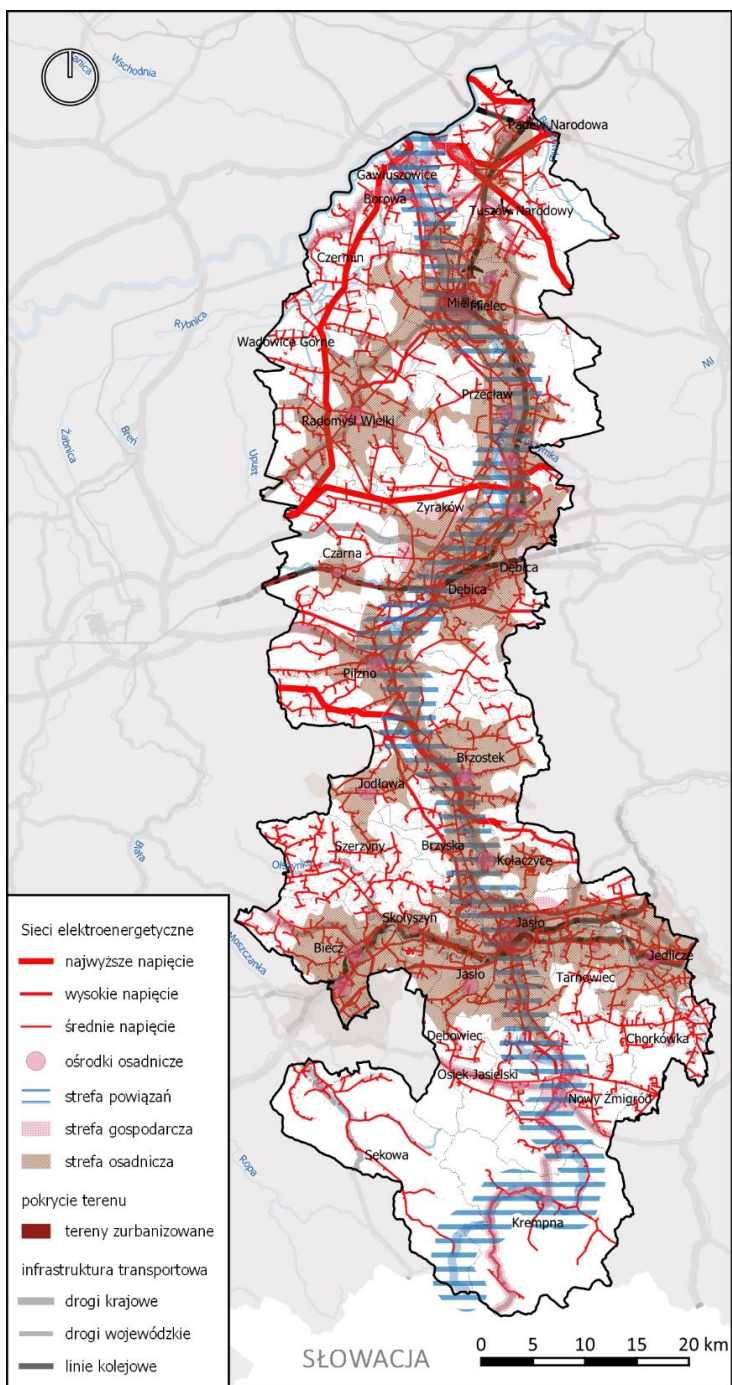 Wschodnia
Padew Narodowa
Gawłuszowice
Borowa
Tuszów Narodowy
Czermin
Mielec
Mielec
Rybnica
Wadowice Górne
Przecław
Radomyśl Wielki
Żabnica
Breń
Upust
Żyraków
Czarna
Dębica
Dębica
Pilzno
Brzostek
Jodłowa
Szerzyny
Brzyska
Kołaczyce
Biała
Olszynka
Skołyszyn
Jasło
Biecz
Moszczanka
Jasło
Jedlicze
Tarnowiec
Dębowiec
Chorkówka
Osiek Jasielski
Nowy Żmigród
Sękowa
Ropa
Krempna
Sieci elektroenergetyczne
najwyższe napięcie
wysokie napięcie
średnie napięcie
ośrodki osadnicze
strefa powiązań
strefa gospodarcza
strefa osadnicza
pokrycie terenu
tereny zurbanizowane
infrastruktura transportowa
drogi krajowe
drogi wojewódzkie
linie kolejowe
SŁOWACJA
0 5 10 15 20 km